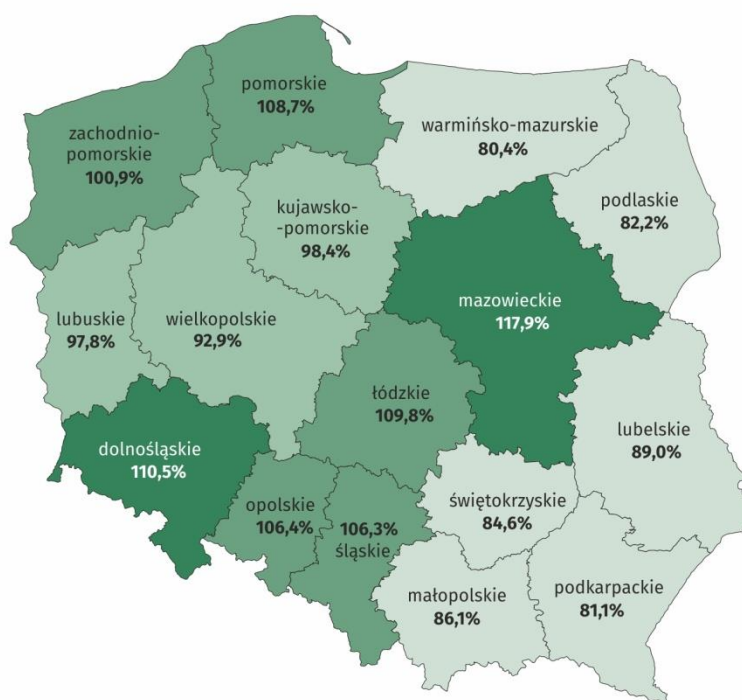 pomorskie
108,7%
zachodnio-
pomorskie
100,9%
warmińsko-mazurskie
80,4%
podlaskie
82,2%
kujawsko-
-pomorskie
98,4%
mazowieckie
117,9%
lubuskie
97,8%
wielkopolskie
92,9%
łódzkie
109,8%
lubelskie
89,0%
dolnośląskie
110,5%
opolskie
106,4%
106,3%
śląskie
świętokrzyskie
84,6%
małopolskie
86,1%
podkarpackie
81,1%